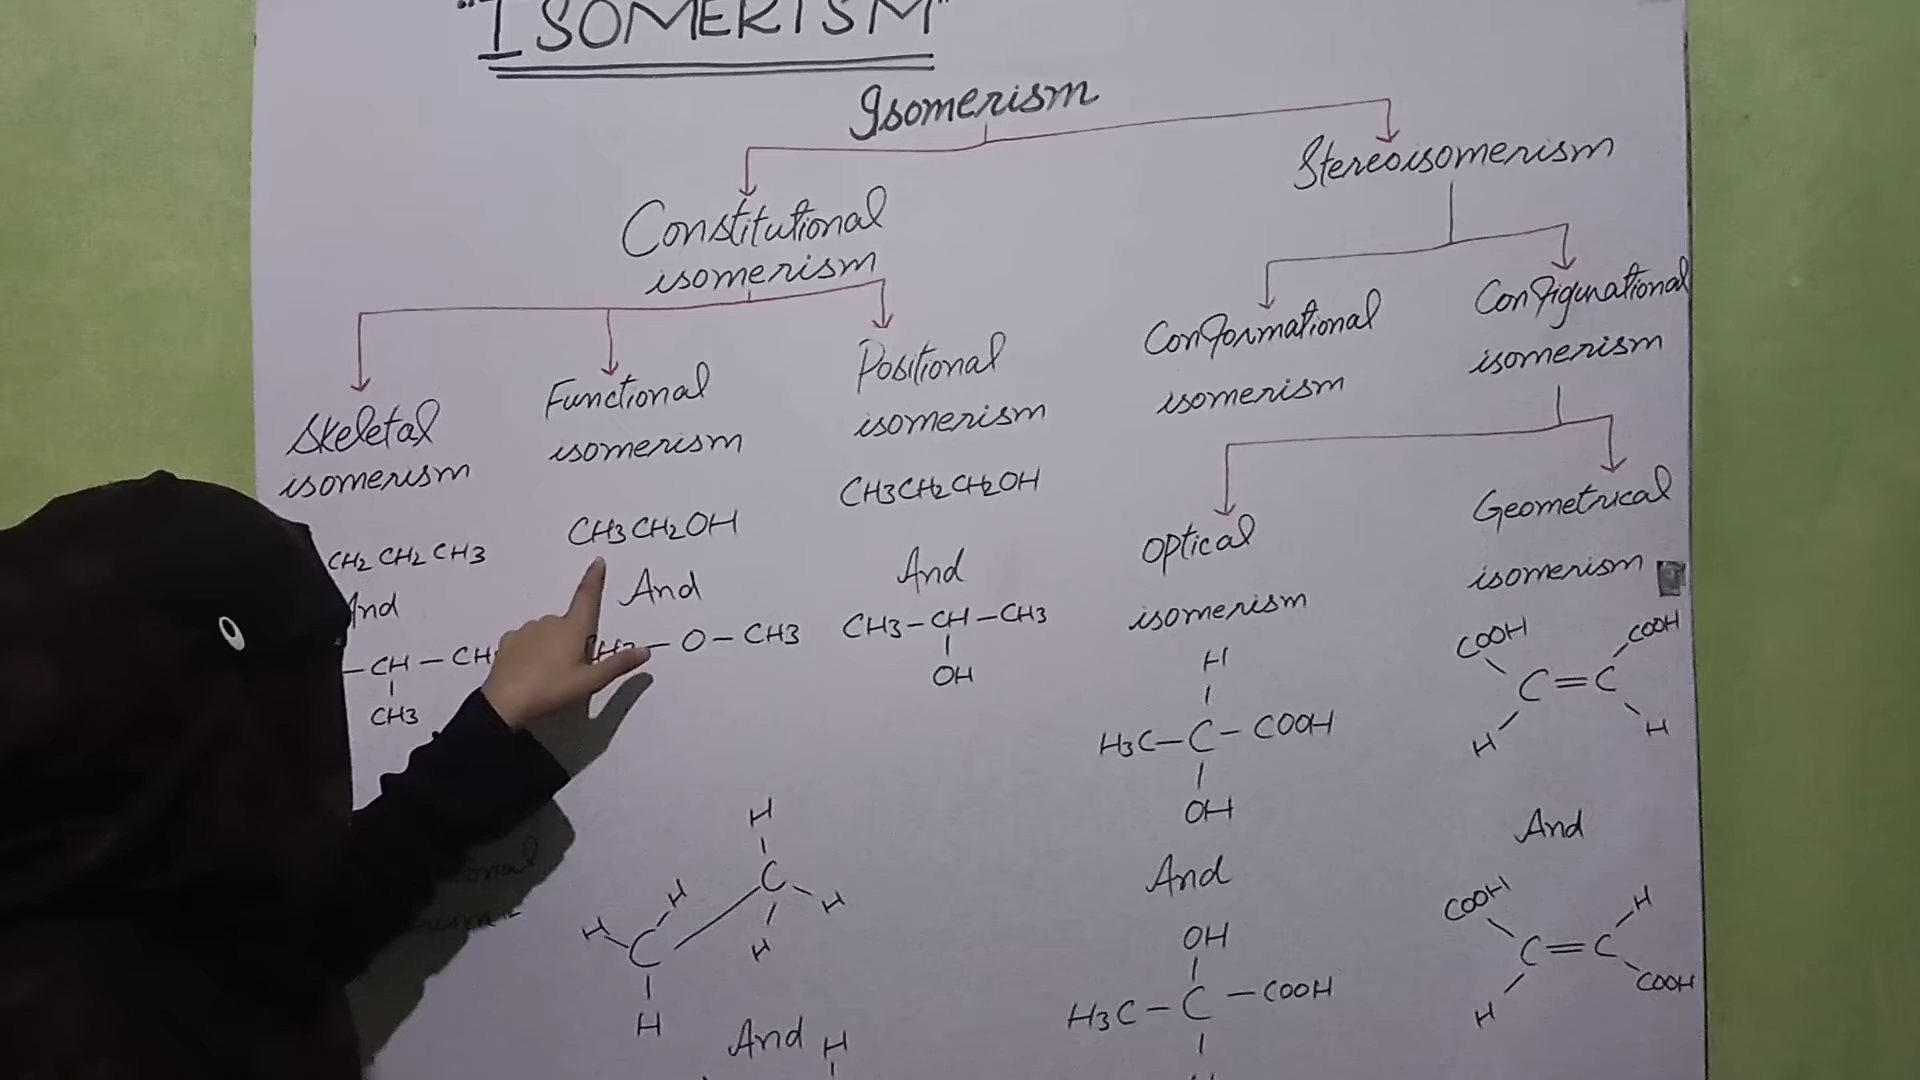 "ISOMERISM"
Isomerism
Stereoisomerism
Constitutional
isomerism
Conformational
isomerism
Configurational
isomerism
Skeletal
isomerism
CH2 CH2 CH3
And
—CH—CH
CH3
Functional
isomerism
CH3CH2OH
And
—O—CH3
Positional
isomerism
CH3CH2CH2OH
And
CH3—CH—CH3
OH
Optical
isomerism
H
H3C—C—COOH
OH
And
OH
H3C—C—COOH
Geometrical
isomerism
COOH COOH
C=C
H H
And
COOH H
C=C
H COOH
H
C
H H
H
C H
H
And H